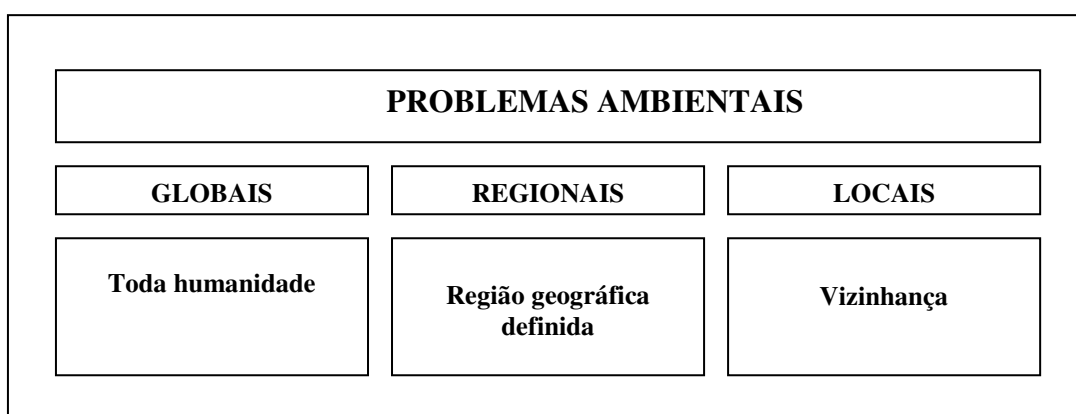 PROBLEMAS AMBIENTAIS
GLOBAIS
REGIONAIS
LOCAIS
Toda humanidade
Região geográfica
definida
Vizinhança